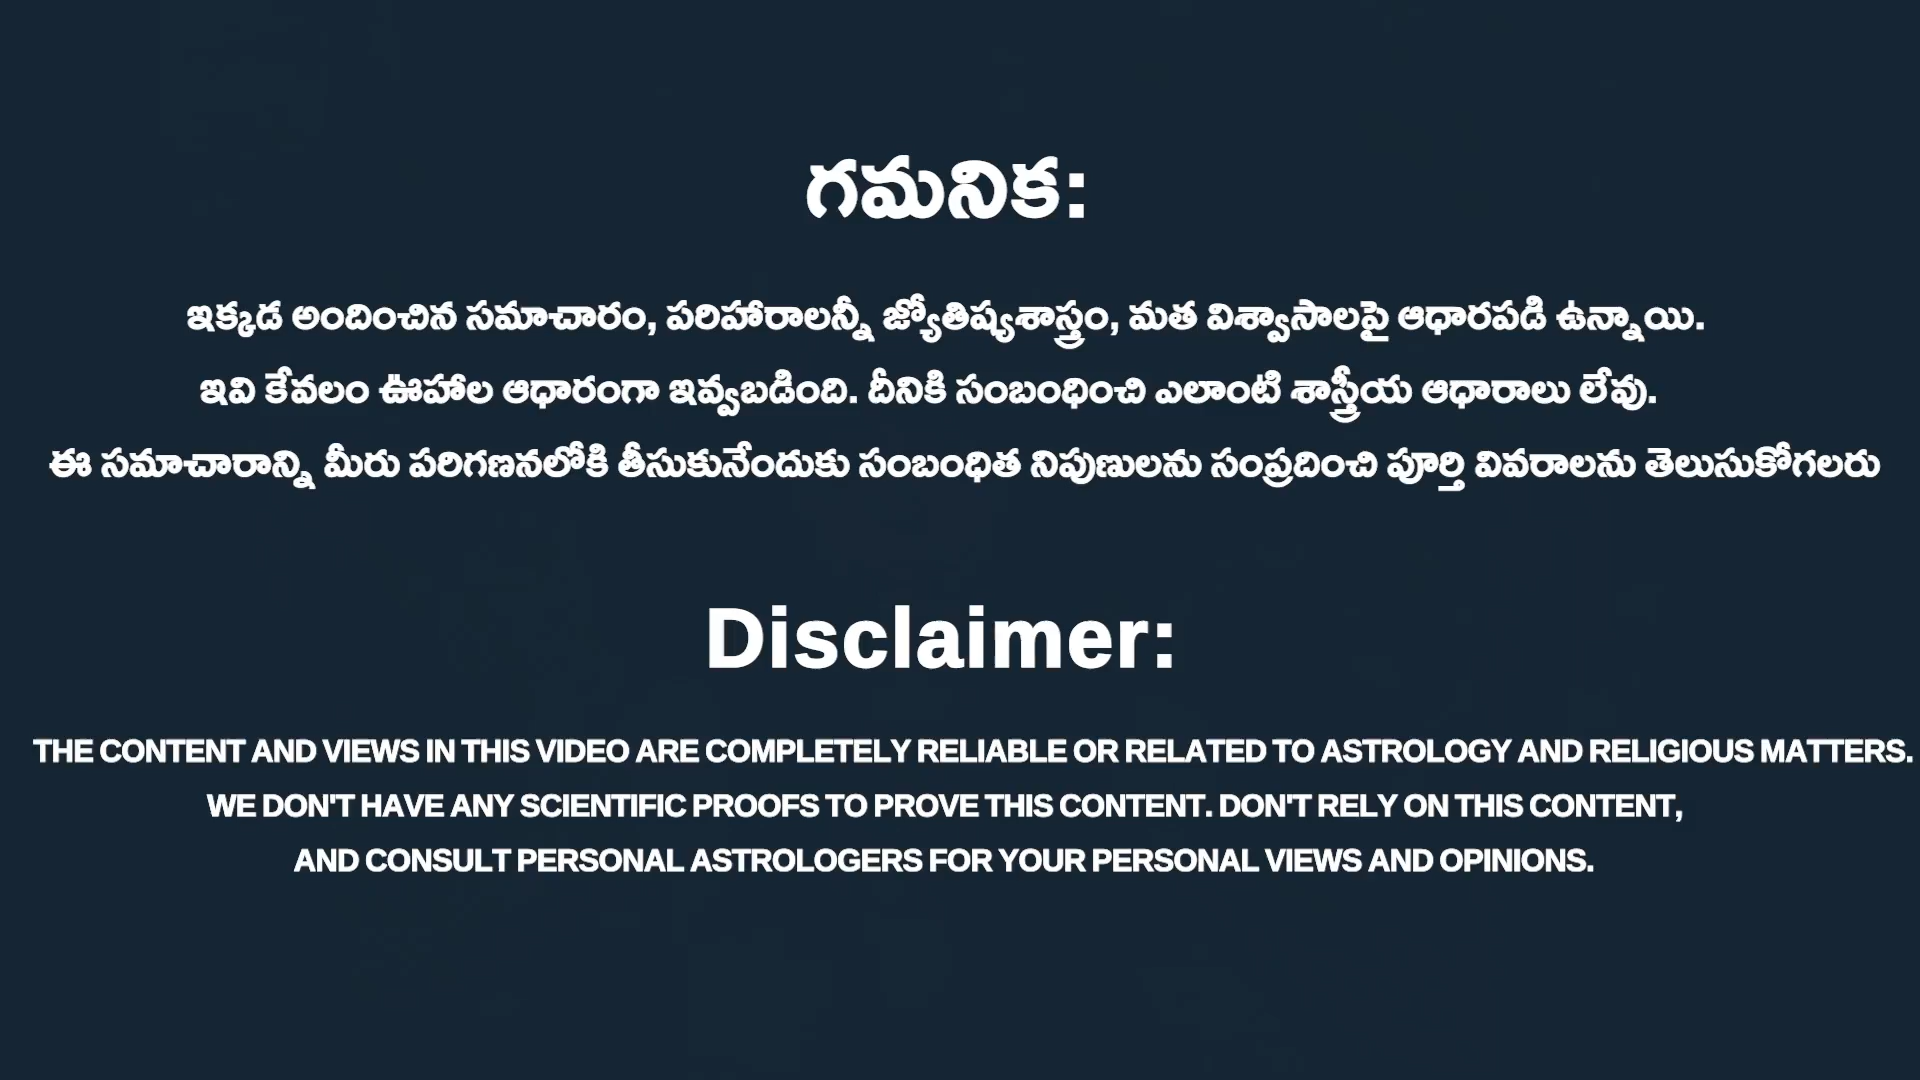 గమనిక:
ఇక్కడ అందించిన సమాచారం, పరిహారాలన్నీ జ్యోతిష్యశాస్త్రం, మత విశ్వాసాలపై ఆధారపడి ఉన్నాయి.
ఇవి కేవలం ఊహాల ఆధారంగా ఇవ్వబడింది. దీనికి సంబంధించి ఎలాంటి శాస్త్రీయ ఆధారాలు లేవు.
ఈ సమాచారాన్ని మీరు పరిగణనలోకి తీసుకునేందుకు సంబంధిత నిపుణులను సంప్రదించి పూర్తి వివరాలను తెలుసుకోగలరు
Disclaimer:
THE CONTENT AND VIEWS IN THIS VIDEO ARE COMPLETELY RELIABLE OR RELATED TO ASTROLOGY AND RELIGIOUS MATTERS.
WE DON'T HAVE ANY SCIENTIFIC PROOFS TO PROVE THIS CONTENT. DON'T RELY ON THIS CONTENT,
AND CONSULT PERSONAL ASTROLOGERS FOR YOUR PERSONAL VIEWS AND OPINIONS.